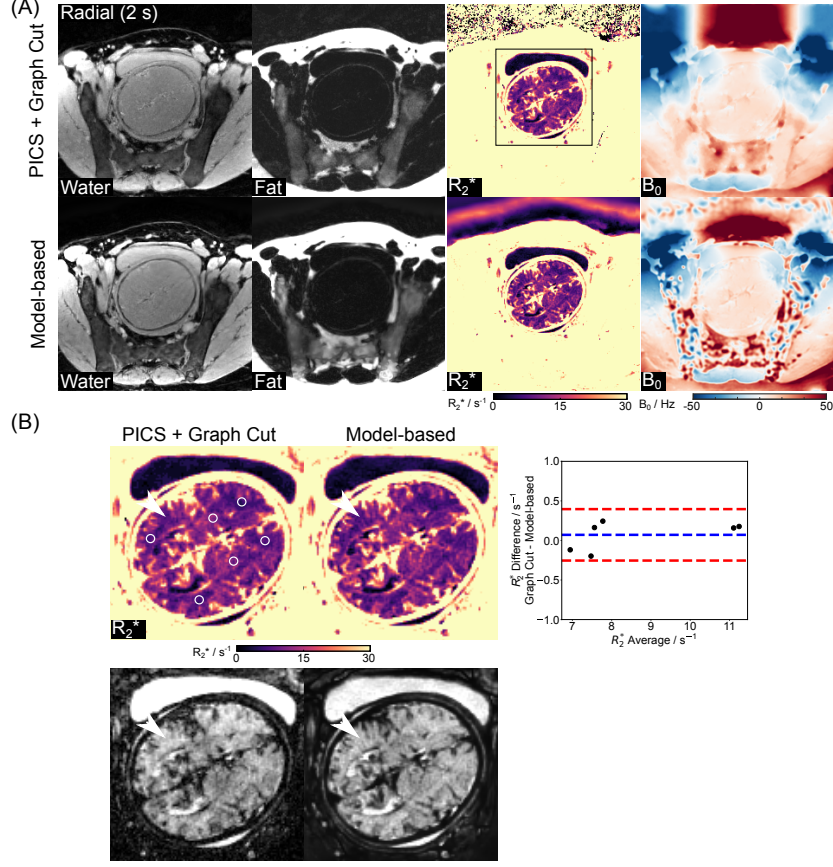 (A)
Radial (2 s)
PICS + Graph Cut
Water
Fat
R₂*
B₀
Model-based
Water
Fat
R₂*
B₀
R₂* / s⁻¹ 0 15 30
B₀ / Hz -50 0 50
(B)
PICS + Graph Cut
Model-based
R₂*
R₂* / s⁻¹
0 15 30
R₂* Difference / s⁻¹
Graph Cut - Model-based
1.0
0.5
0.0
−0.5
−1.0
7 8 9 10 11
R₂* Average / s⁻¹